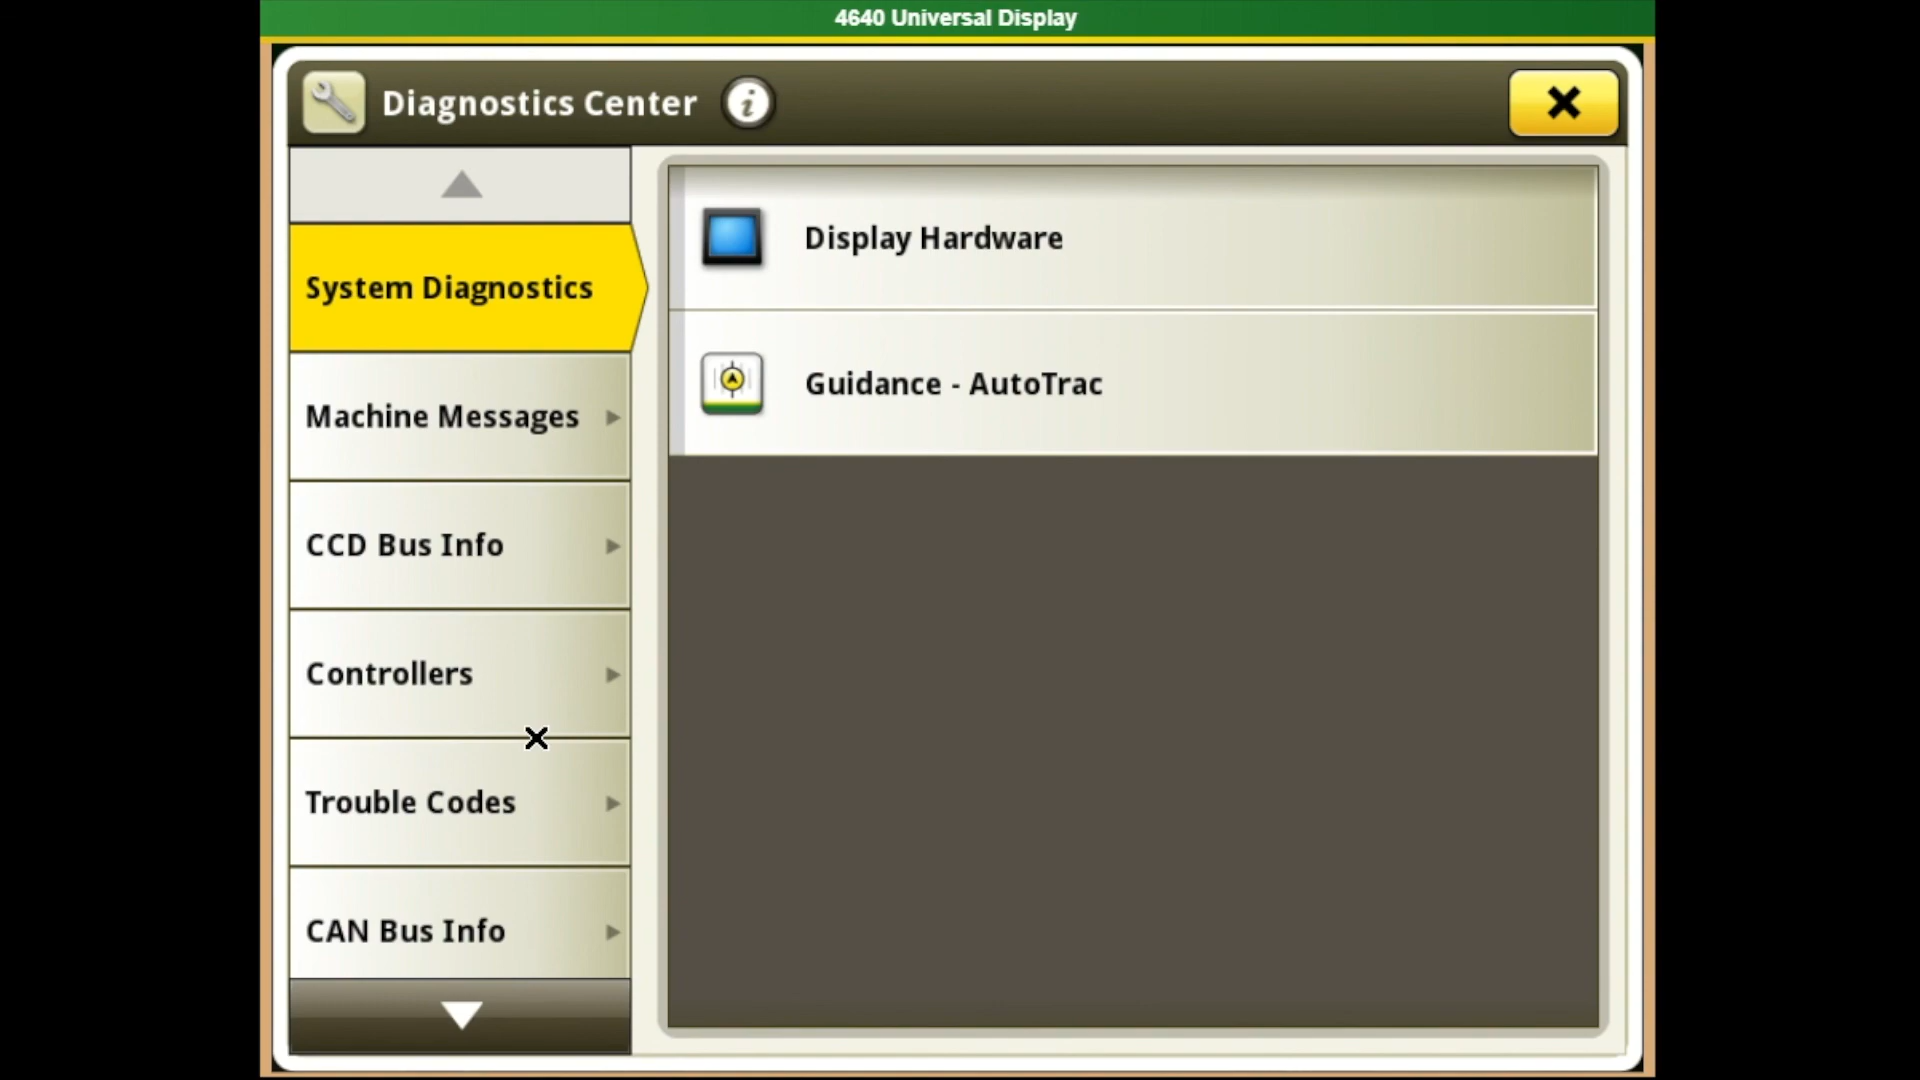 4640 Universal Display
Diagnostics Center
System Diagnostics
Machine Messages
CCD Bus Info
Controllers
Trouble Codes
CAN Bus Info
Display Hardware
Guidance - AutoTrac